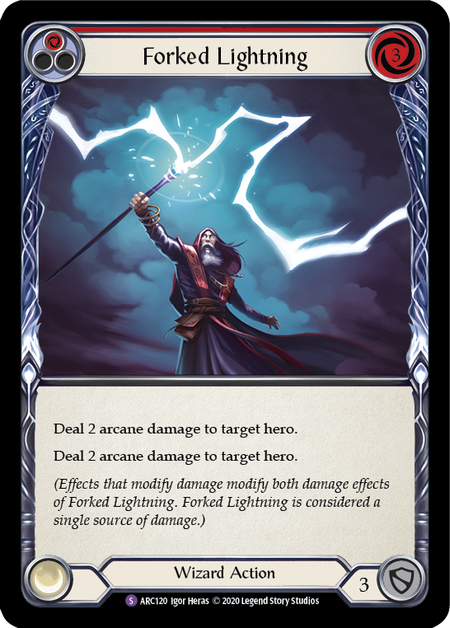 Forked Lightning
3
Deal 2 arcane damage to target hero.
Deal 2 arcane damage to target hero.
(Effects that modify damage modify both damage effects
of Forked Lightning. Forked Lightning is considered a
single source of damage.)
Wizard Action
3
S ARC120 Igor Heras © 2020 Legend Story Studios